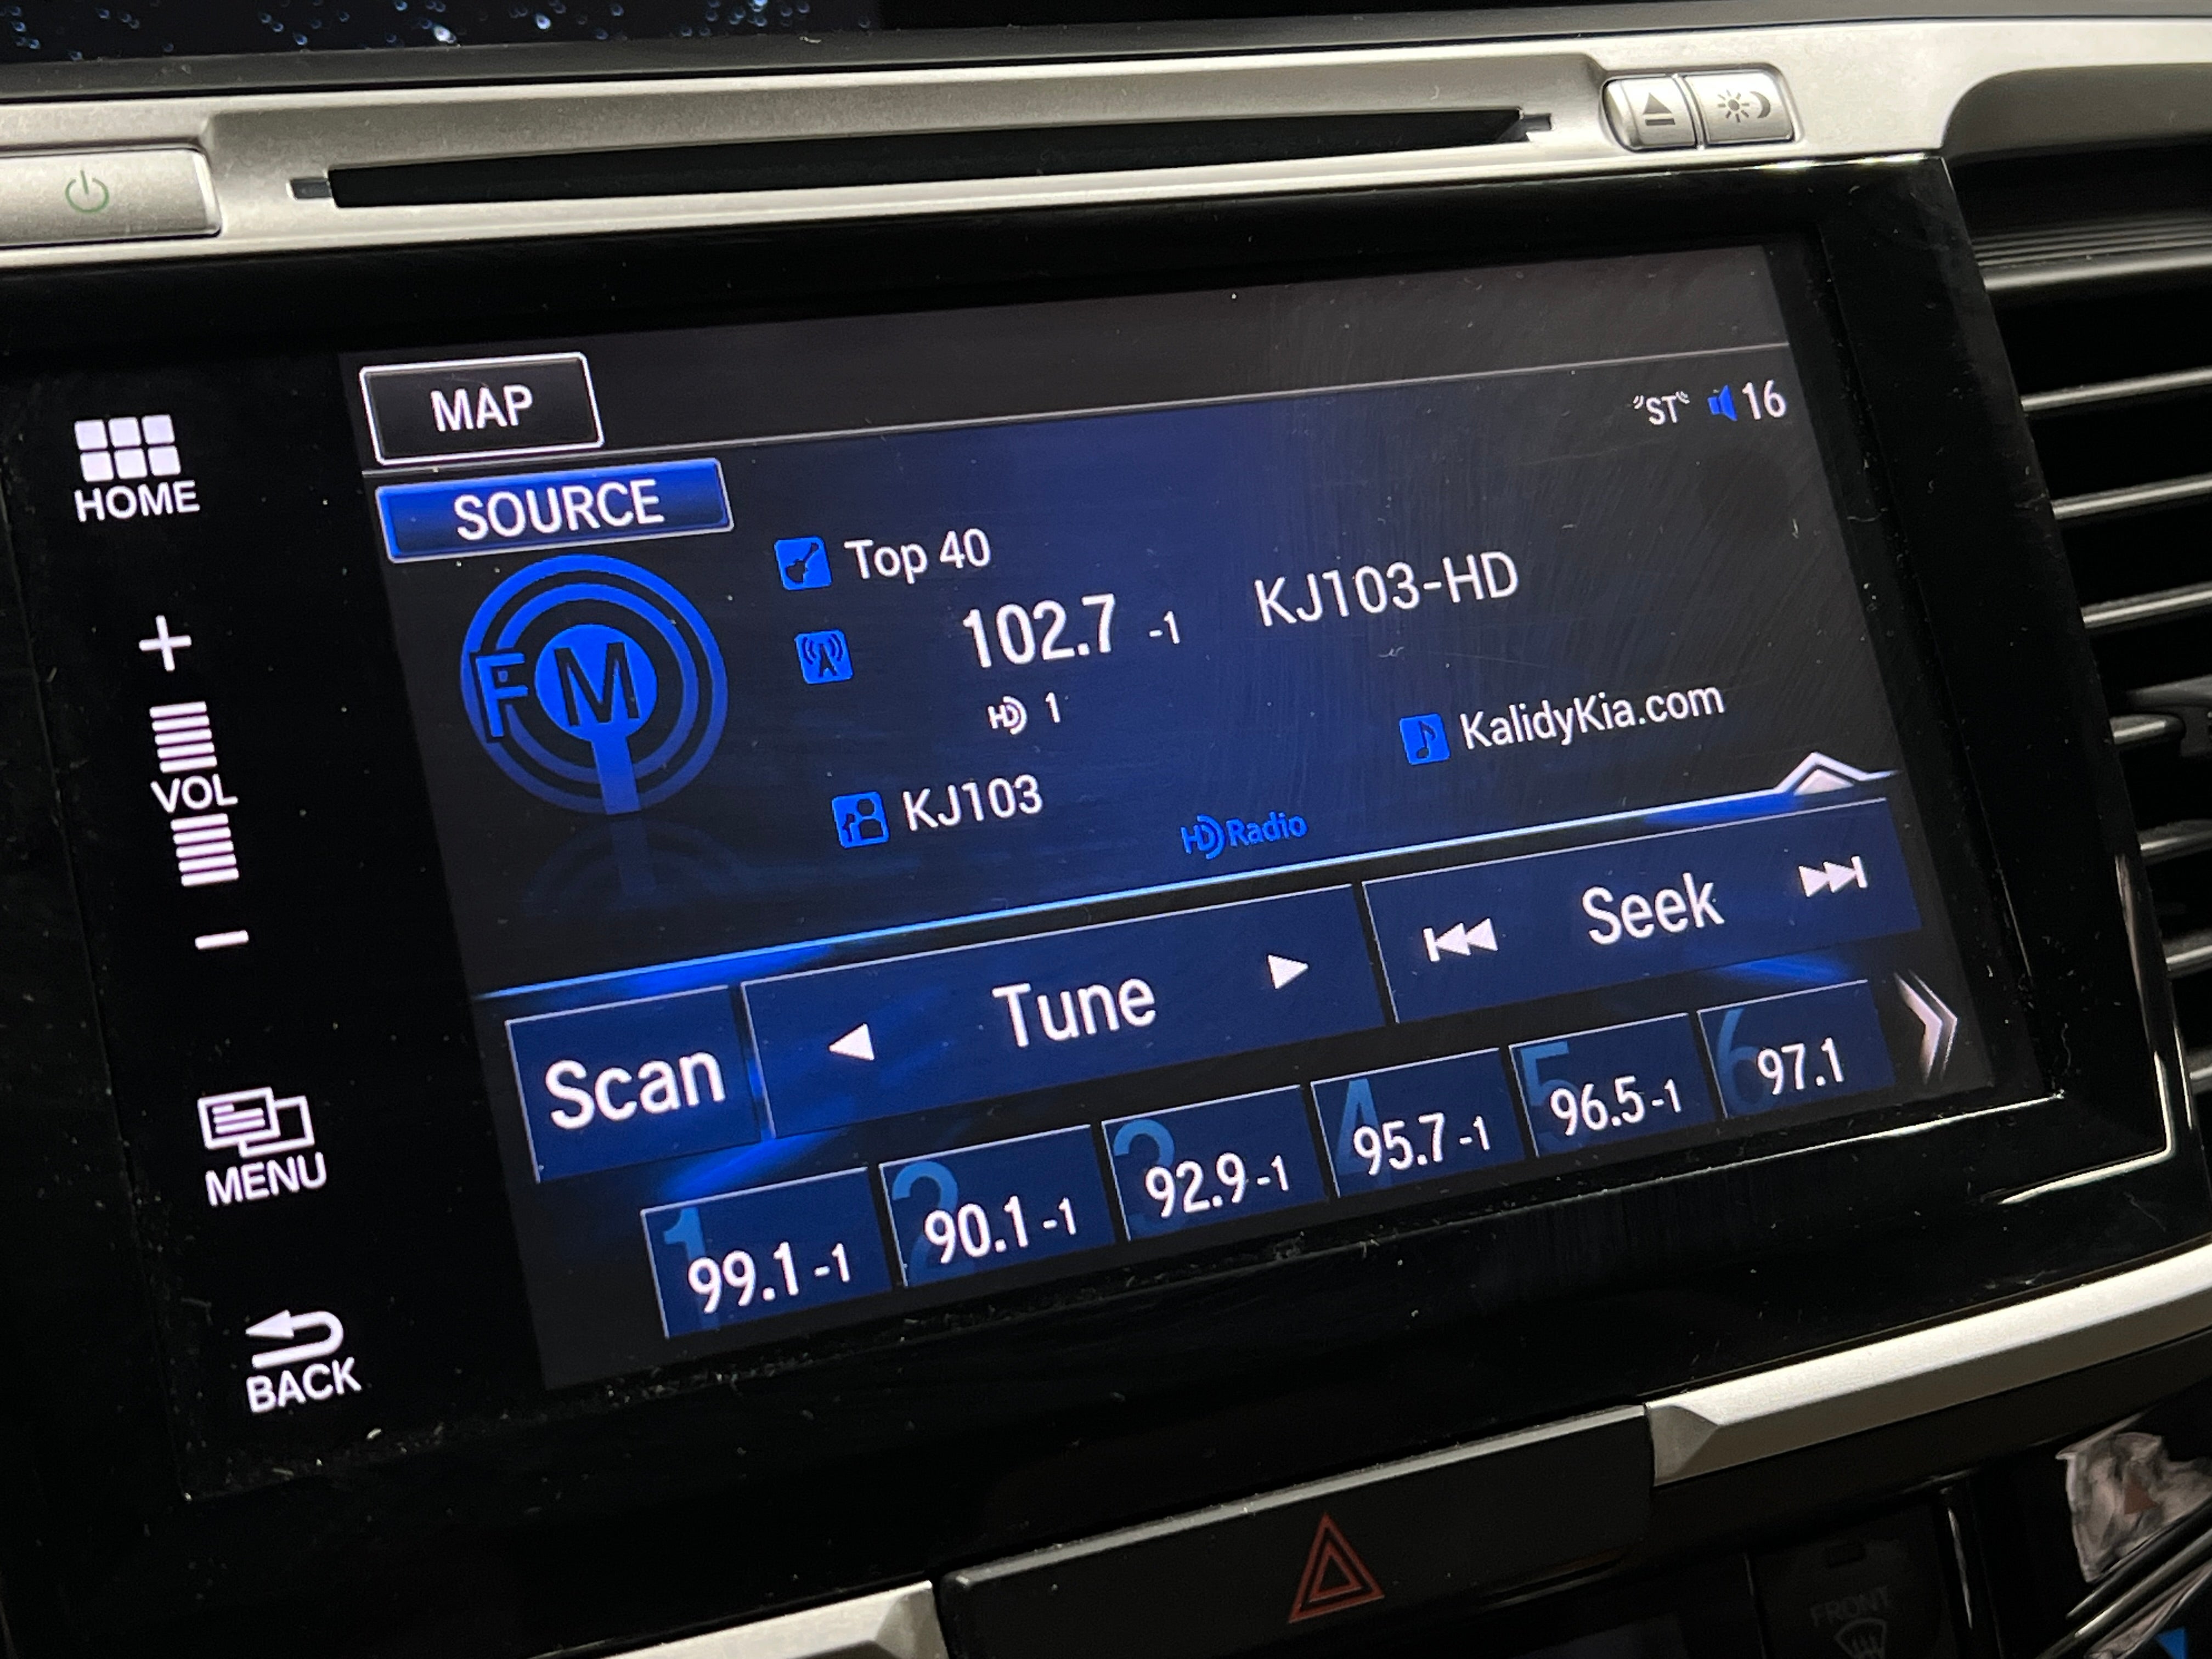 MAP
"ST" 16
HOME
SOURCE
Top 40
FM
102.7 -1 KJ103-HD
HD 1
KalidyKia.com
KJ103
HD Radio
+
VOL
-
Scan
Tune
Seek
1 99.1-1
2 90.1-1
3 92.9-1
4 95.7-1
5 96.5-1
6 97.1
MENU
BACK
FRONT